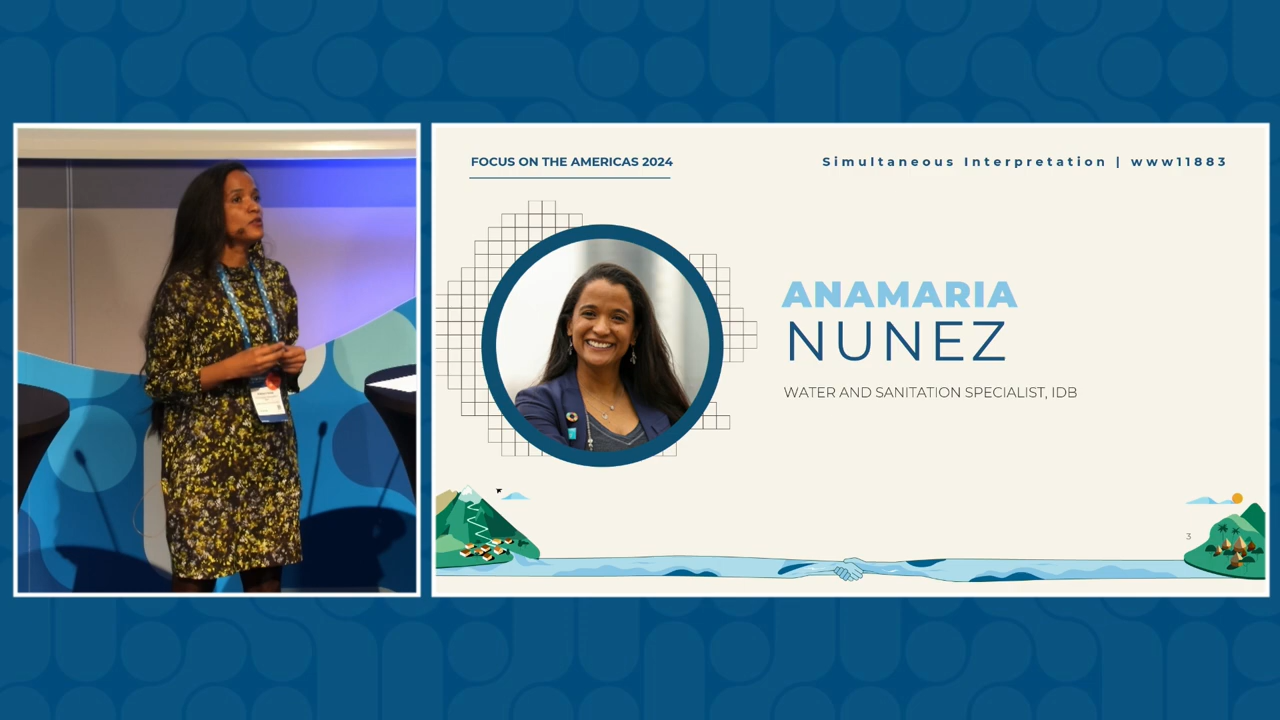 FOCUS ON THE AMERICAS 2024
Simultaneous Interpretation | www11883
ANAMARIA
NUNEZ
WATER AND SANITATION SPECIALIST, IDB
3